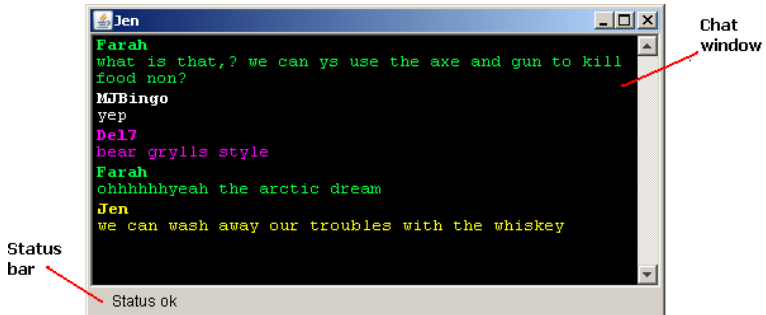 Jen
Chat
window
Farah
what is that,? we can ys use the axe and gun to kill
food non?
MJBingo
yep
Del7
bear grylls style
Farah
ohhhhhhyeah the arctic dream
Jen
we can wash away our troubles with the whiskey
Status
bar
Status ok